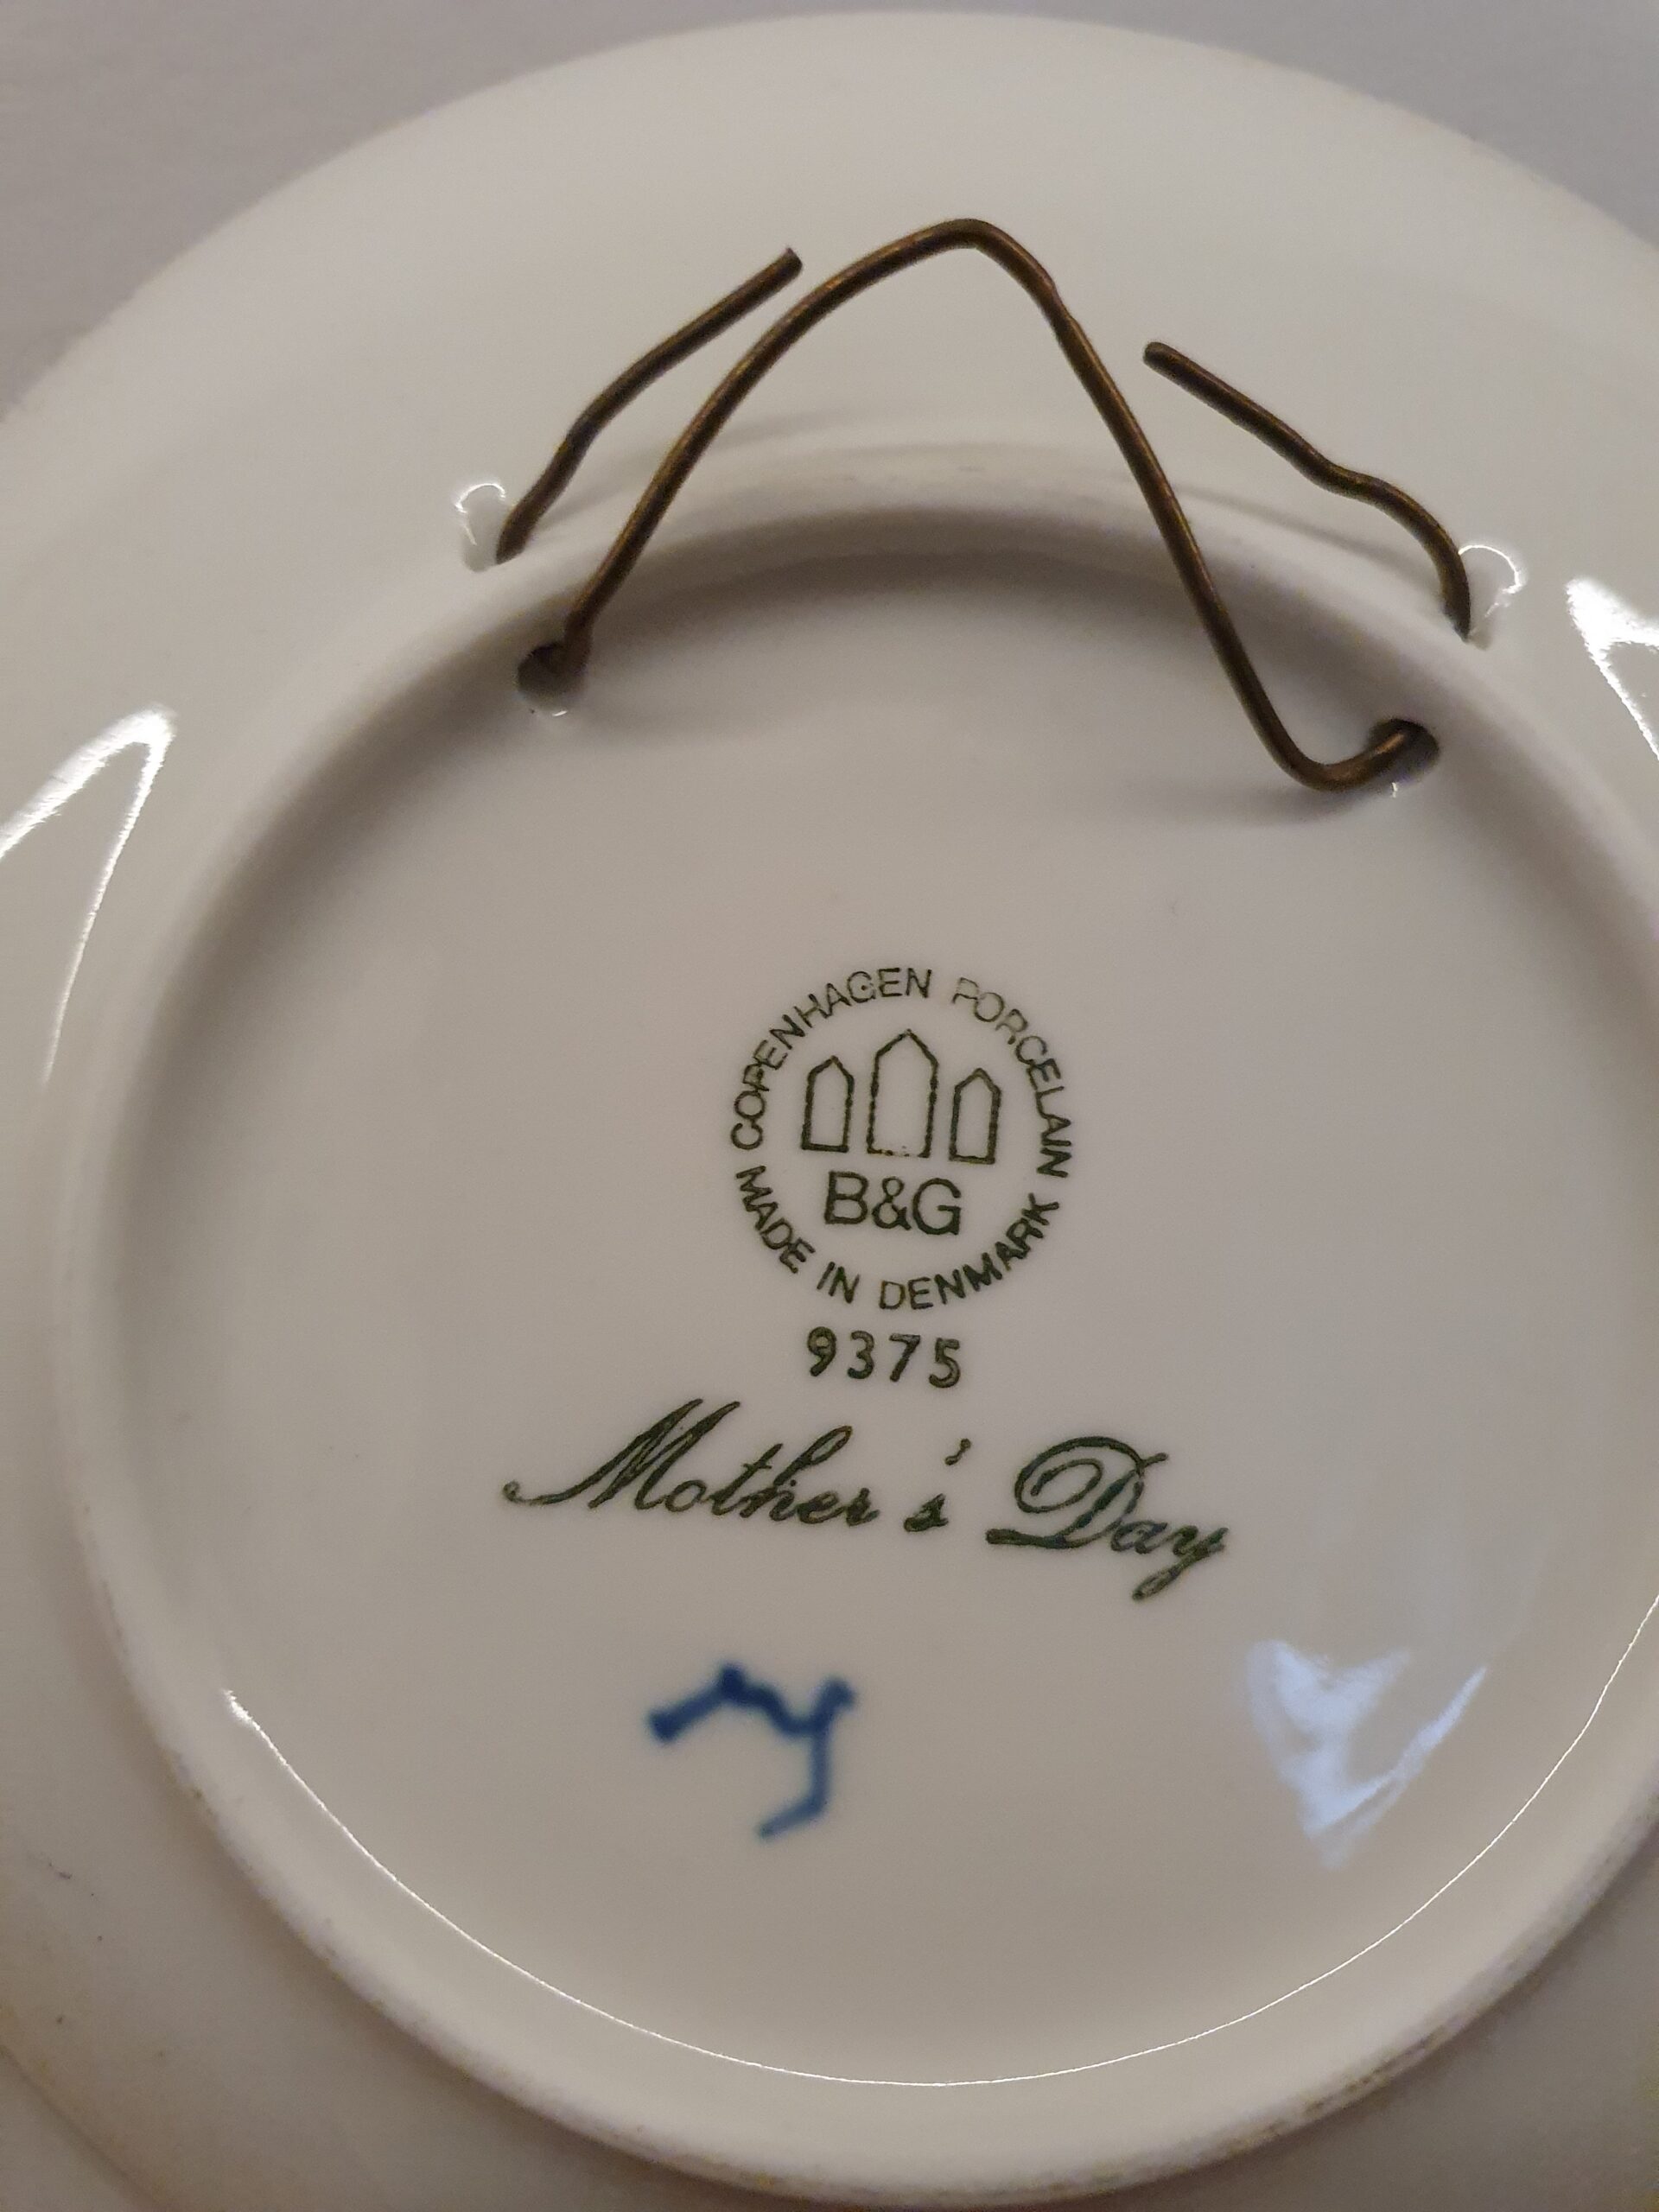 COPENHAGEN PORCELAIN
B&G
MADE IN DENMARK
9375
Mother's Day